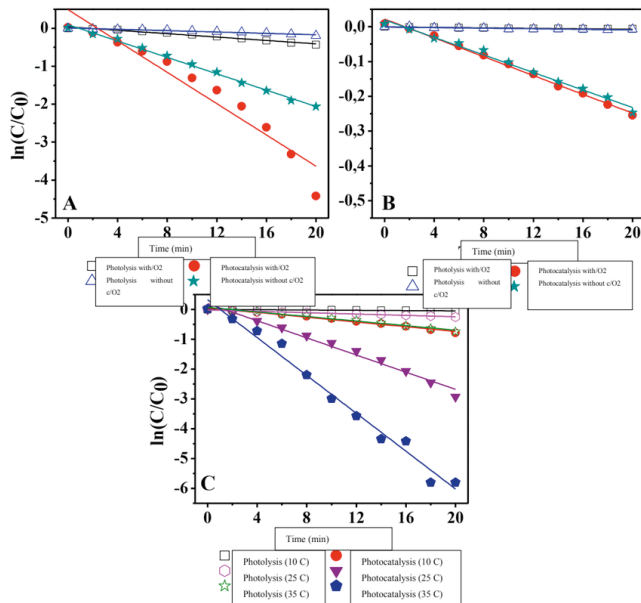 0
-1
-2
-3
-4
-5
ln(C/C0)
A
0 4 8 12 16 20
Time (min)
Photolysis with/O2
Photolysis without
c/O2
Photocatalysis with/O2
Photocatalysis without c/O2
0,1
0,0
-0,1
-0,2
-0,3
-0,4
-0,5
ln(C/C0)
B
0 4 8 12 16 20
Time (min)
Photolysis with/O2
Photolysis without
c/O2
Photocatalysis with/O2
Photocatalysis without c/O2
0
-1
-2
-3
-4
-5
-6
ln(C/C0)
C
0 4 8 12 16 20
Time (min)
Photolysis (10 C)
Photolysis (25 C)
Photolysis (35 C)
Photocatalysis (10 C)
Photocatalysis (25 C)
Photocatalysis (35 C)